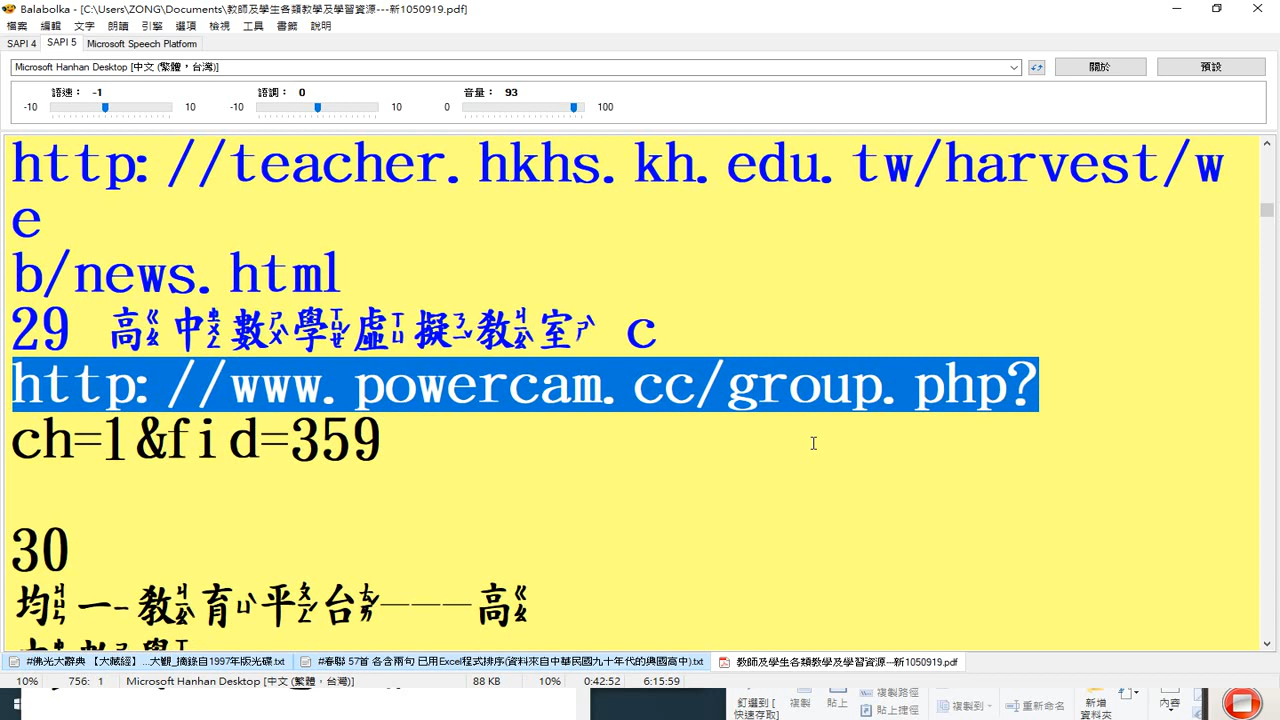 Balabolka - [C:\Users\ZONG\Documents\教師及學生各類教學及學習資源---新1050919.pdf]
檔案 編輯 文字 朗讀 引擎 選項 檢視 工具 書籤 說明
SAPI 4 SAPI 5 Microsoft Speech Platform
Microsoft Hanhan Desktop [中文 (繁體，台灣)] 關於 預設
語速： -1 語調： 0 音量： 93
-10 10 -10 10 0 100
http://teacher.hkhs.kh.edu.tw/harvest/w
e
b/news.html
29 高中數學虛擬教室 c
http://www.powercam.cc/group.php?
ch=1&fid=359
30
均一教育平台———高
#佛光大辭典 【大藏經】...大觀_摘錄自1997年版光碟.txt #春聯 57首 各含兩句 已用Excel程式排序(資料來自中華民國九十年代的興國高中).txt 教師及學生各類教學及學習資源---新1050919.pdf
10% 756: 1 Microsoft Hanhan Desktop [中文 (繁體，台灣)] 88 KB 10% 0:42:52 6:15:59
釘選到 [ 複製 貼上 複製路徑 貼上捷徑 複製到 重新命名 新增 內容
快速存取] 資料夾